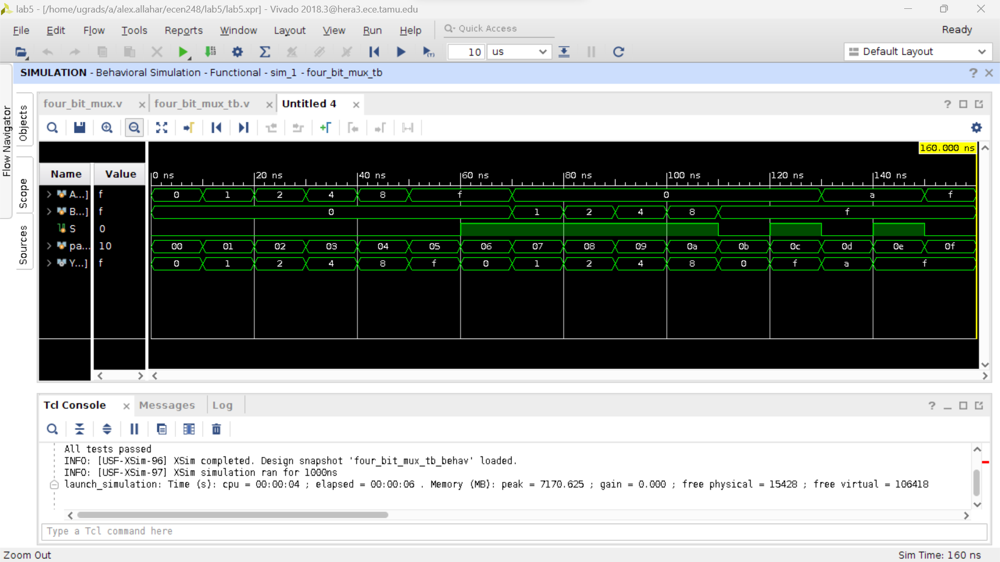 lab5 - [/home/ugrads/a/alex.allahar/ecen248/lab5/lab5.xpr] - Vivado 2018.3@hera3.ece.tamu.edu
File Edit Flow Tools Reports Window Layout View Run Help Quick Access Ready
10 us Default Layout
SIMULATION - Behavioral Simulation - Functional - sim_1 - four_bit_mux_tb
Flow Navigator
Objects
Scope
Sources
four_bit_mux.v four_bit_mux_tb.v Untitled 4
160.000 ns
Name Value 0 ns 20 ns 40 ns 60 ns 80 ns 100 ns 120 ns 140 ns
A...] f 0 1 2 4 8 f 0 a f
B...] f 0 1 2 4 8 f
S 0
pa... 10 00 01 02 03 04 05 06 07 08 09 0a 0b 0c 0d 0e 0f
Y...] f 0 1 2 4 8 f 0 1 2 4 8 0 f a f
Tcl Console Messages Log
All tests passed
INFO: [USF-XSim-96] XSim completed. Design snapshot 'four_bit_mux_tb_behav' loaded.
INFO: [USF-XSim-97] XSim simulation ran for 1000ns
launch_simulation: Time (s): cpu = 00:00:04 ; elapsed = 00:00:06 . Memory (MB): peak = 7170.625 ; gain = 0.000 ; free physical = 15428 ; free virtual = 106418
Type a Tcl command here
Zoom Out Sim Time: 160 ns